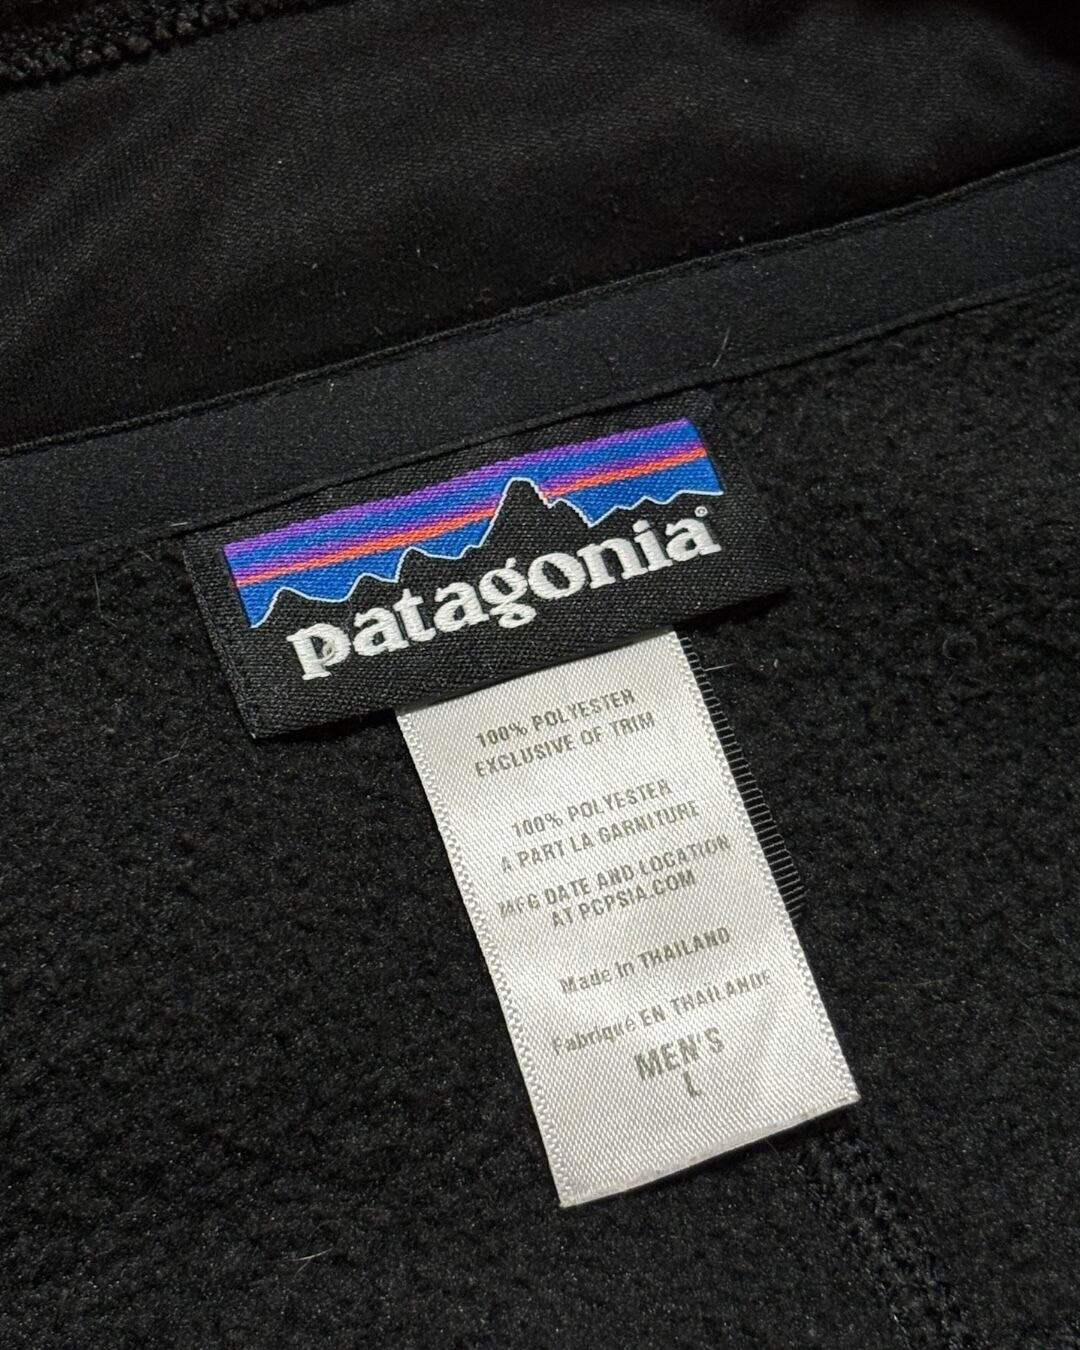 patagonia®
100% POLYESTER
EXCLUSIVE OF TRIM
100% POLYESTER
A PART LA GARNITURE
MFG DATE AND LOCATION
AT PCPSIA.COM
Made in THAILAND
Fabriqué EN THAILANDE
MEN'S
L